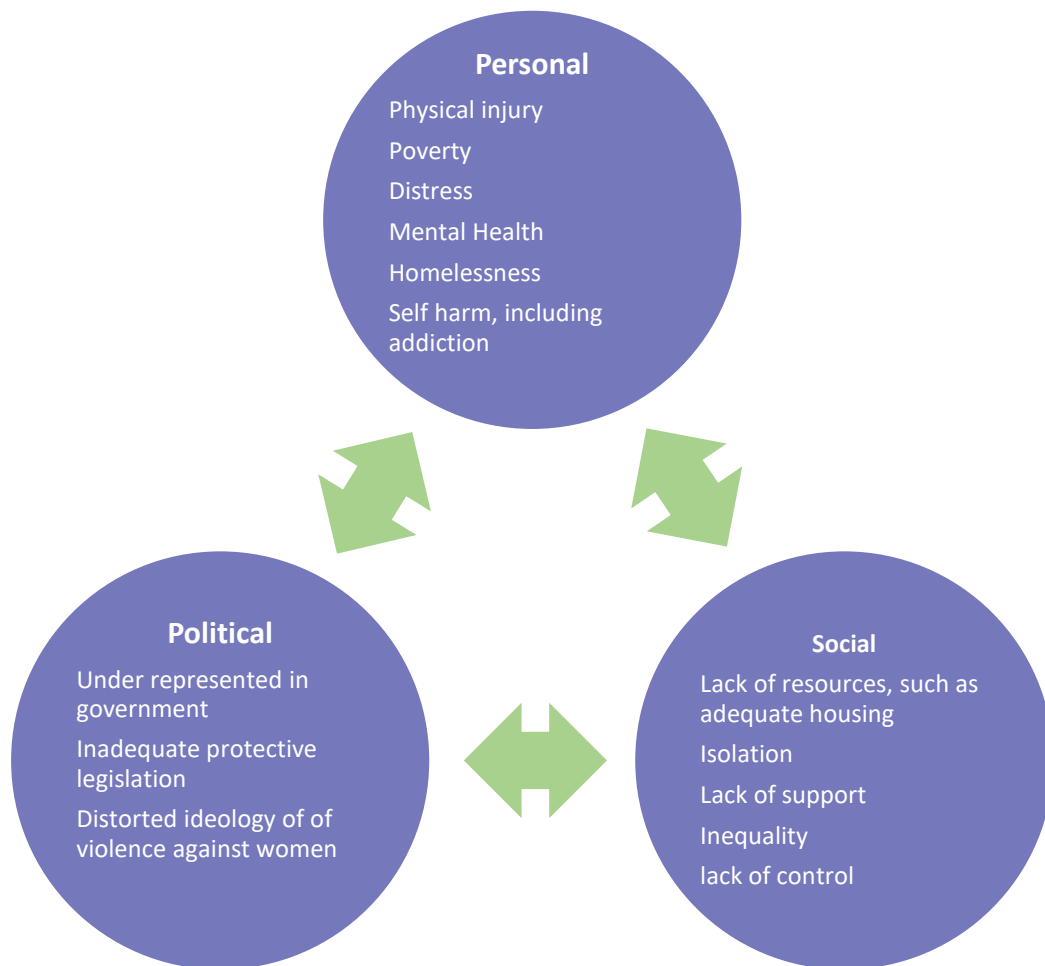 Personal
Physical injury
Poverty
Distress
Mental Health
Homelessness
Self harm, including
addiction
Political
Under represented in
government
Inadequate protective
legislation
Distorted ideology of of
violence against women
Social
Lack of resources, such as
adequate housing
Isolation
Lack of support
Inequality
lack of control